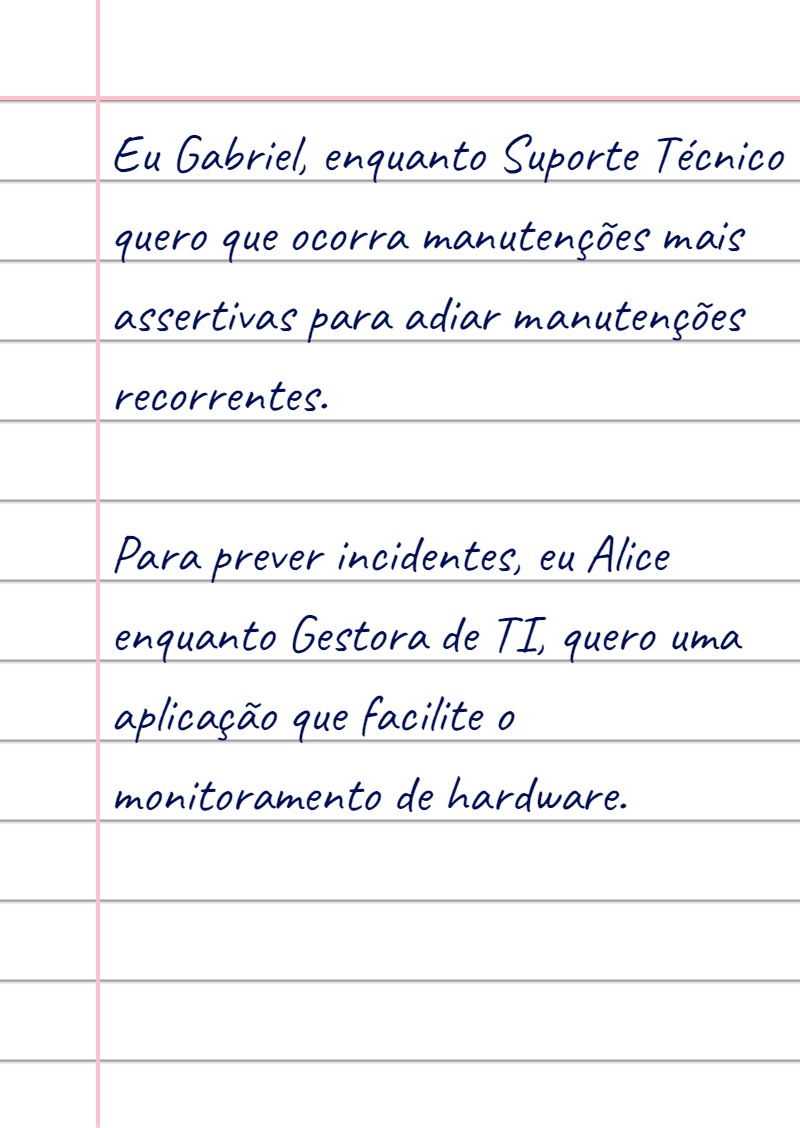 Eu Gabriel, enquanto Suporte Técnico
quero que ocorra manutenções mais
assertivas para adiar manutenções
recorrentes.
Para prever incidentes, eu Alice
enquanto Gestora de TI, quero uma
aplicação que facilite o
monitoramento de hardware.